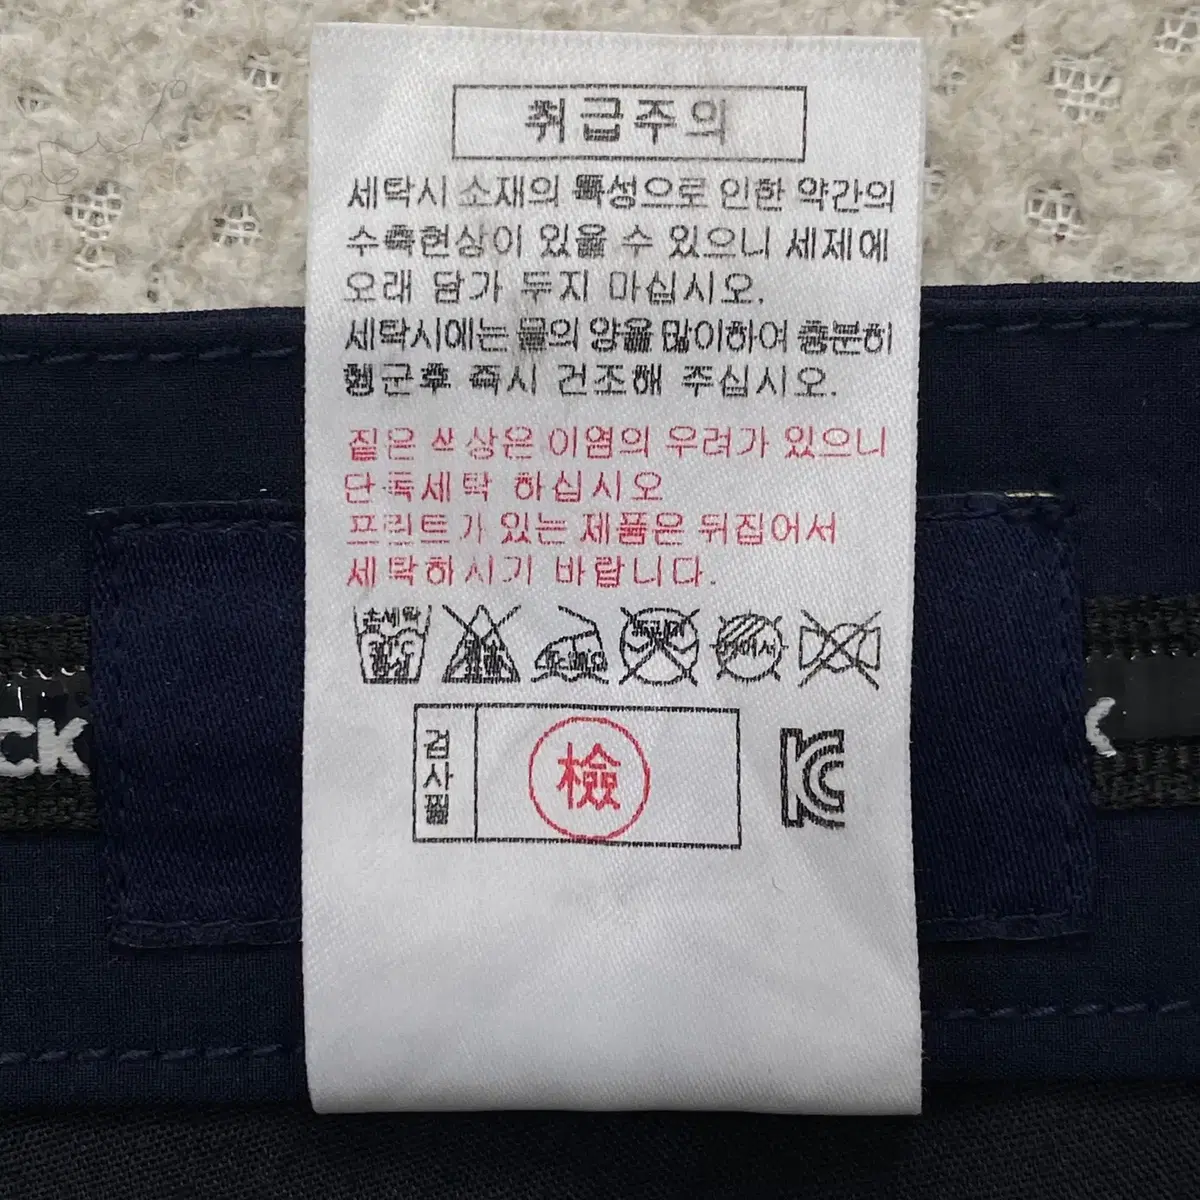 취급주의
세탁시 소재의 특성으로 인한 약간의
수축현상이 있을 수 있으니 세제에
오래 담가 두지 마십시오.
세탁시에는 물의 양을 많이하여 충분히
헹군후 즉시 건조해 주십시오.
짙은 색상은 이염의 우려가 있으니
단독세탁 하십시오
프린트가 있는 제품은 뒤집어서
세탁하시기 바랍니다.
손세탁
검사필
檢
KC
CK
K